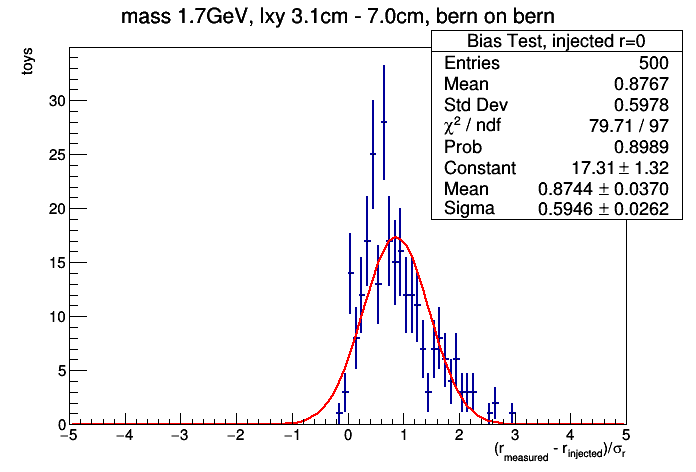 mass 1.7GeV, lxy 3.1cm - 7.0cm, bern on bern
toys
Bias Test, injected r=0
Entries 500
Mean 0.8767
Std Dev 0.5978
χ² / ndf 79.71 / 97
Prob 0.8989
Constant 17.31 ± 1.32
Mean 0.8744 ± 0.0370
Sigma 0.5946 ± 0.0262
30
25
20
15
10
5
0
−5 −4 −3 −2 −1 0 1 2 3 4 5
(r_measured - r_injected)/σ_r